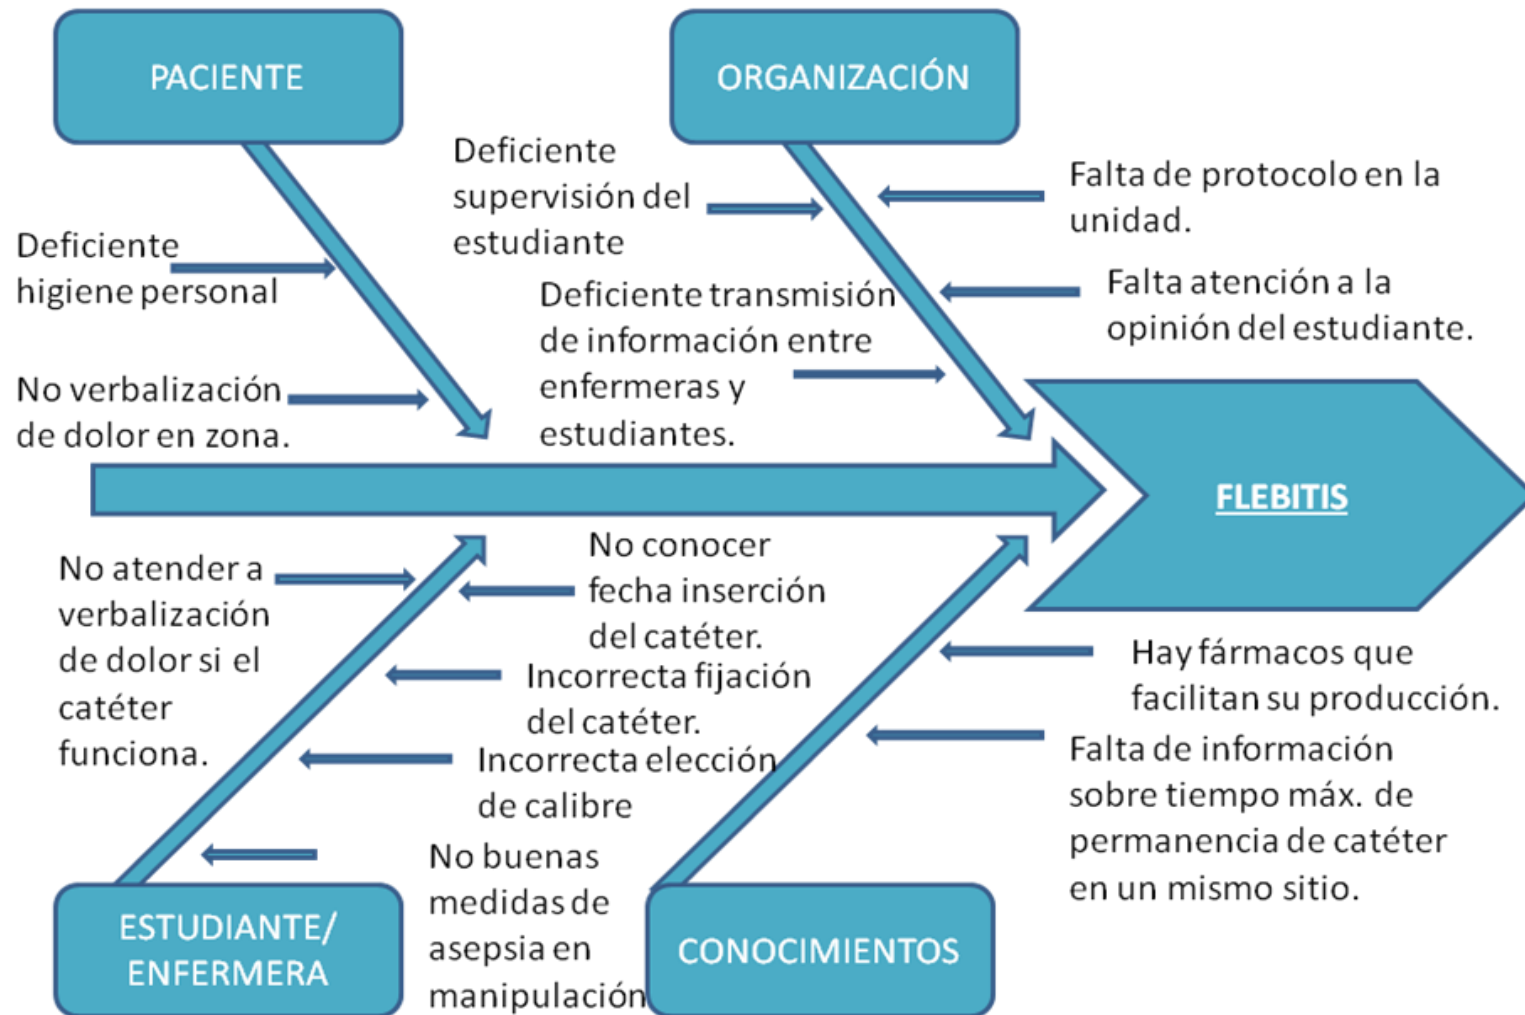 PACIENTE
ORGANIZACIÓN
Deficiente
supervisión del
estudiante
Falta de protocolo en la
unidad.
Deficiente
higiene personal
Deficiente transmisión
de información entre
enfermeras y
estudiantes.
Falta atención a la
opinión del estudiante.
No verbalización
de dolor en zona.
FLEBITIS
No atender a
verbalización
de dolor si el
catéter
funciona.
No conocer
fecha inserción
del catéter.
Incorrecta fijación
del catéter.
Incorrecta elección
de calibre
No buenas
medidas de
asepsia en
manipulación
Hay fármacos que
facilitan su producción.
Falta de información
sobre tiempo máx. de
permanencia de catéter
en un mismo sitio.
ESTUDIANTE/
ENFERMERA
CONOCIMIENTOS